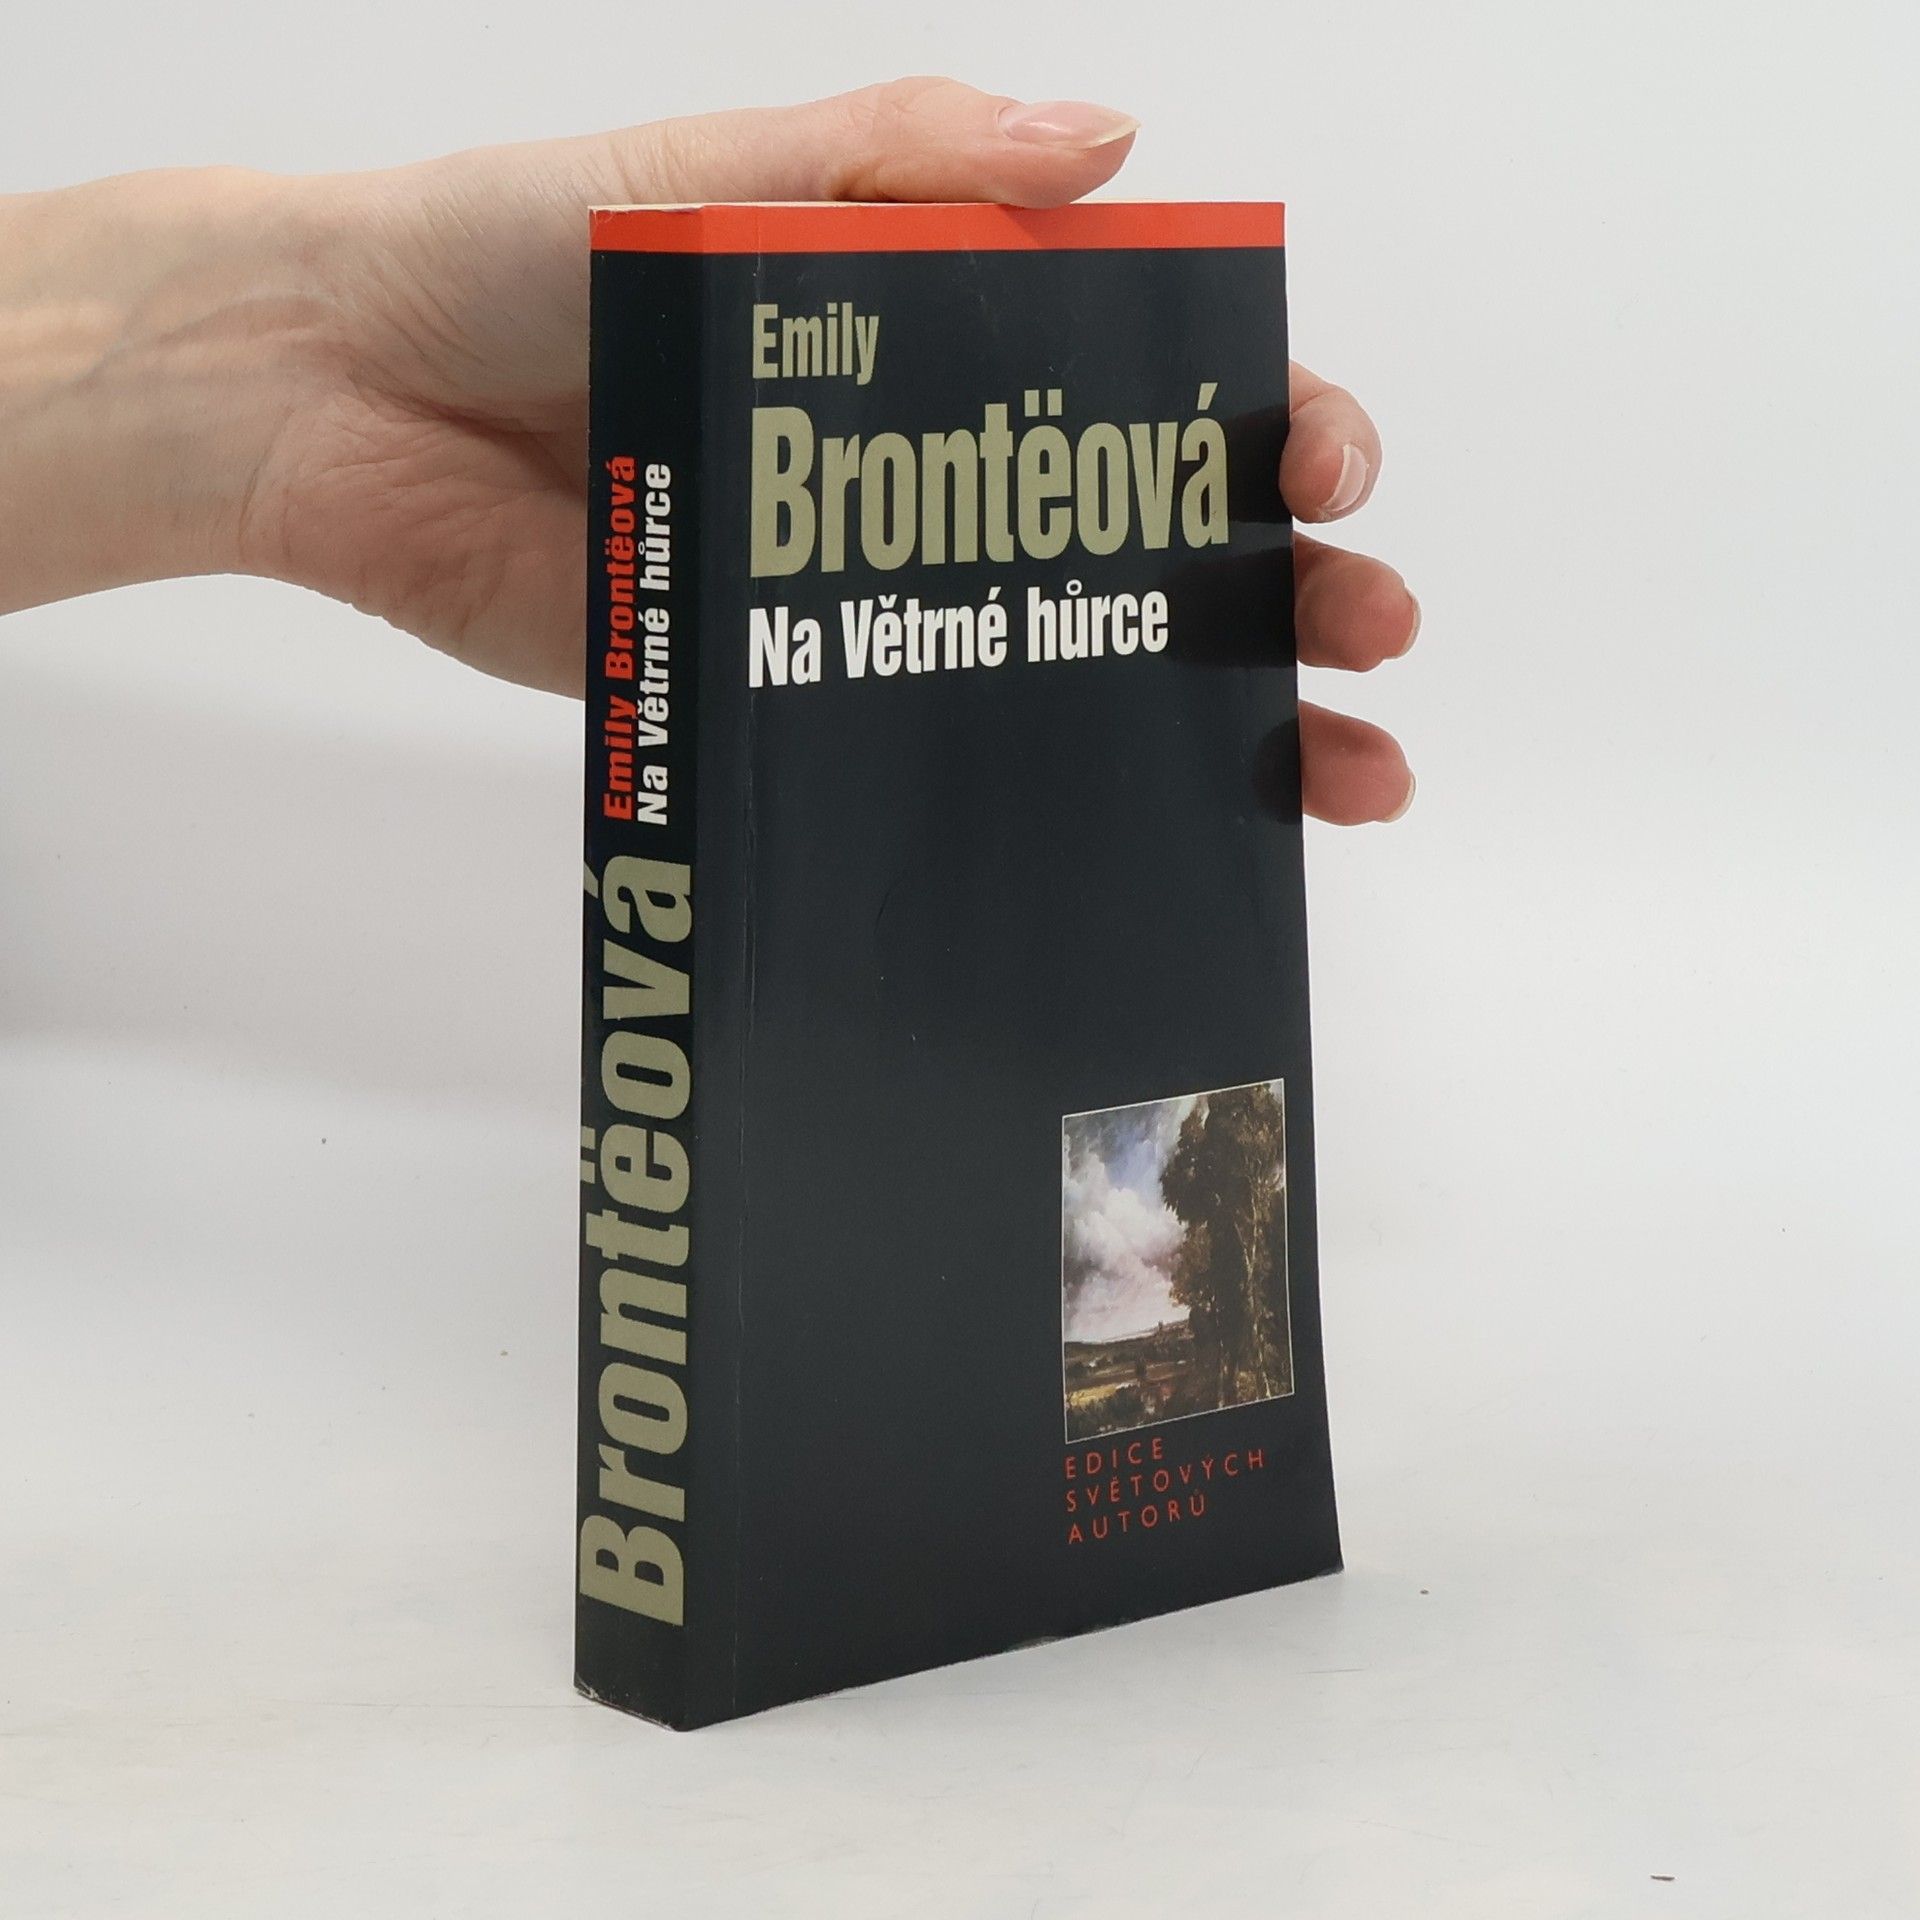 Emily
Brontëová
Na Větrné hůrce
EDICE
SVĚTOVÝCH
AUTORŮ
Emily Brontëová
Na Větrné hůrce
Brontëová